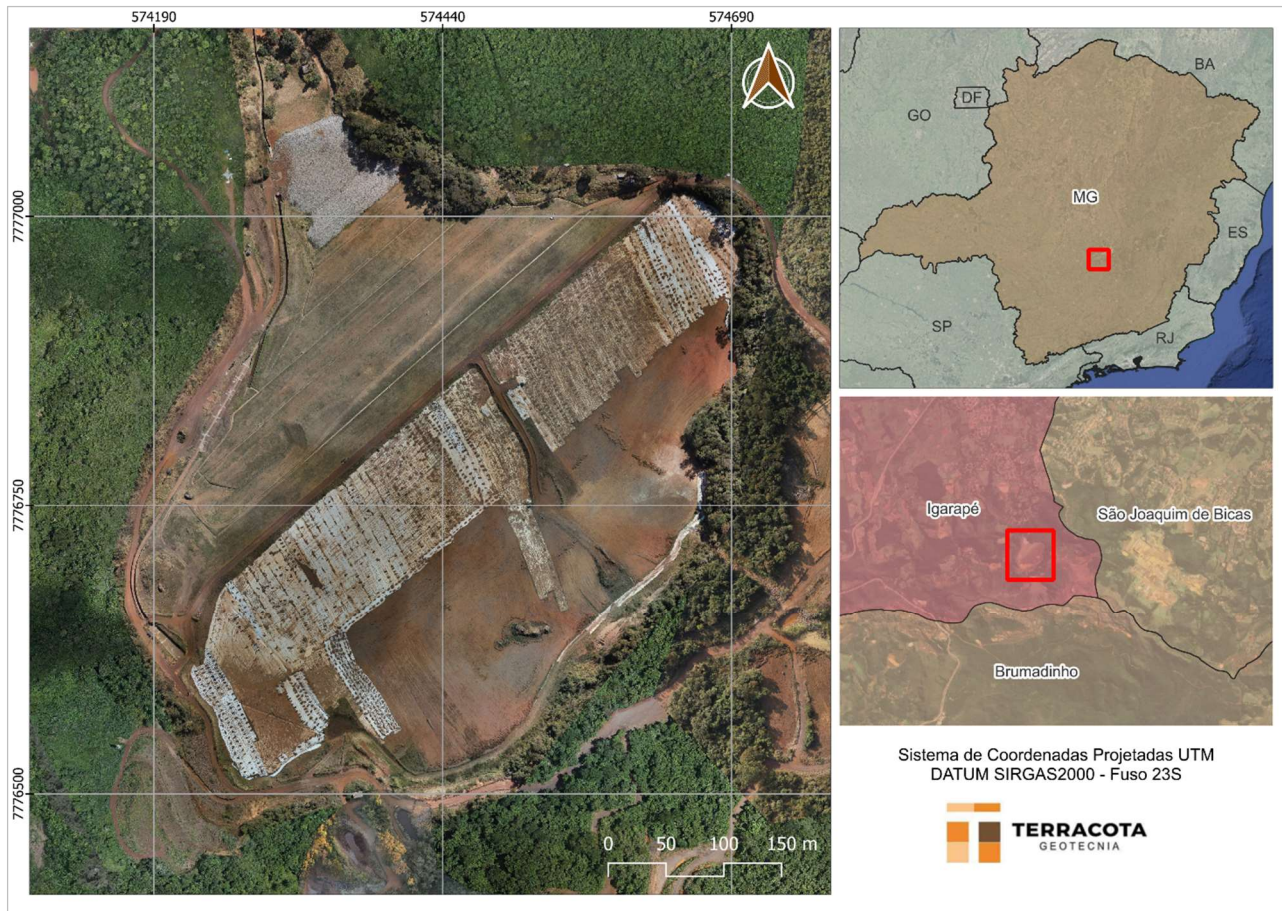 574190
574440
574690
7777000
7776750
7776500
0 50 100 150 m
BA
DF
GO
MG
ES
SP
RJ
Igarapé
São Joaquim de Bicas
Brumadinho
Sistema de Coordenadas Projetadas UTM
DATUM SIRGAS2000 - Fuso 23S
TERRACOTA
GEOTECNIA